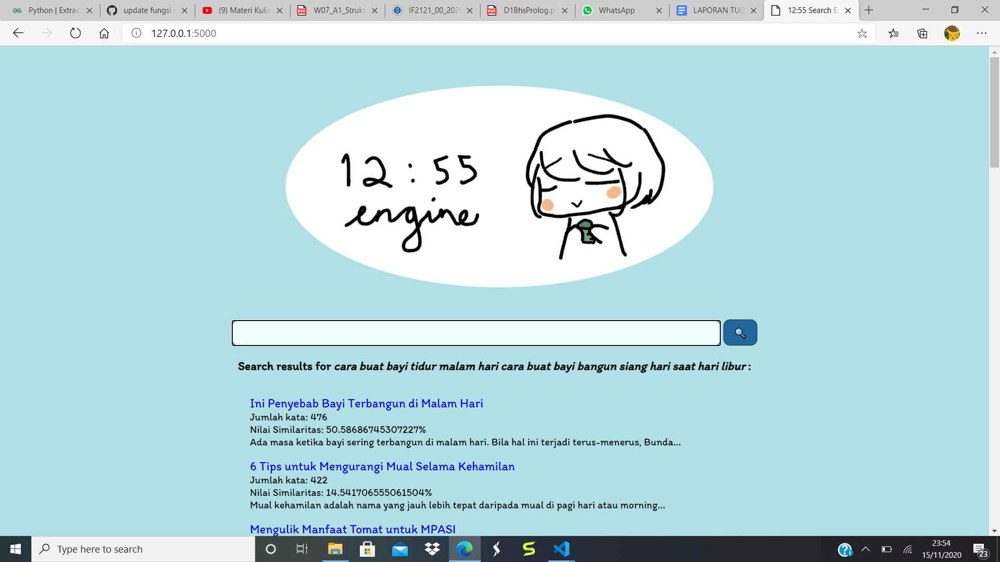 Python | Extrac
update fungsi v
(9) Materi Kulia
W07_A1_Strukt
IF2121_00_202
D1BhsProlog.p
WhatsApp
LAPORAN TUG
12:55 Search E
127.0.0.1:5000
12:55
engine
🔍
Search results for cara buat bayi tidur malam hari cara buat bayi bangun siang hari saat hari libur :
Ini Penyebab Bayi Terbangun di Malam Hari
Jumlah kata: 476
Nilai Similaritas: 50.58686745307227%
Ada masa ketika bayi sering terbangun di malam hari. Bila hal ini terjadi terus-menerus, Bunda...
6 Tips untuk Mengurangi Mual Selama Kehamilan
Jumlah kata: 422
Nilai Similaritas: 14.5417065550615​04%
Mual kehamilan adalah nama yang jauh lebih tepat daripada mual di pagi hari atau morning...
Mengulik Manfaat Tomat untuk MPASI
Type here to search
23:54
15/11/2020
23